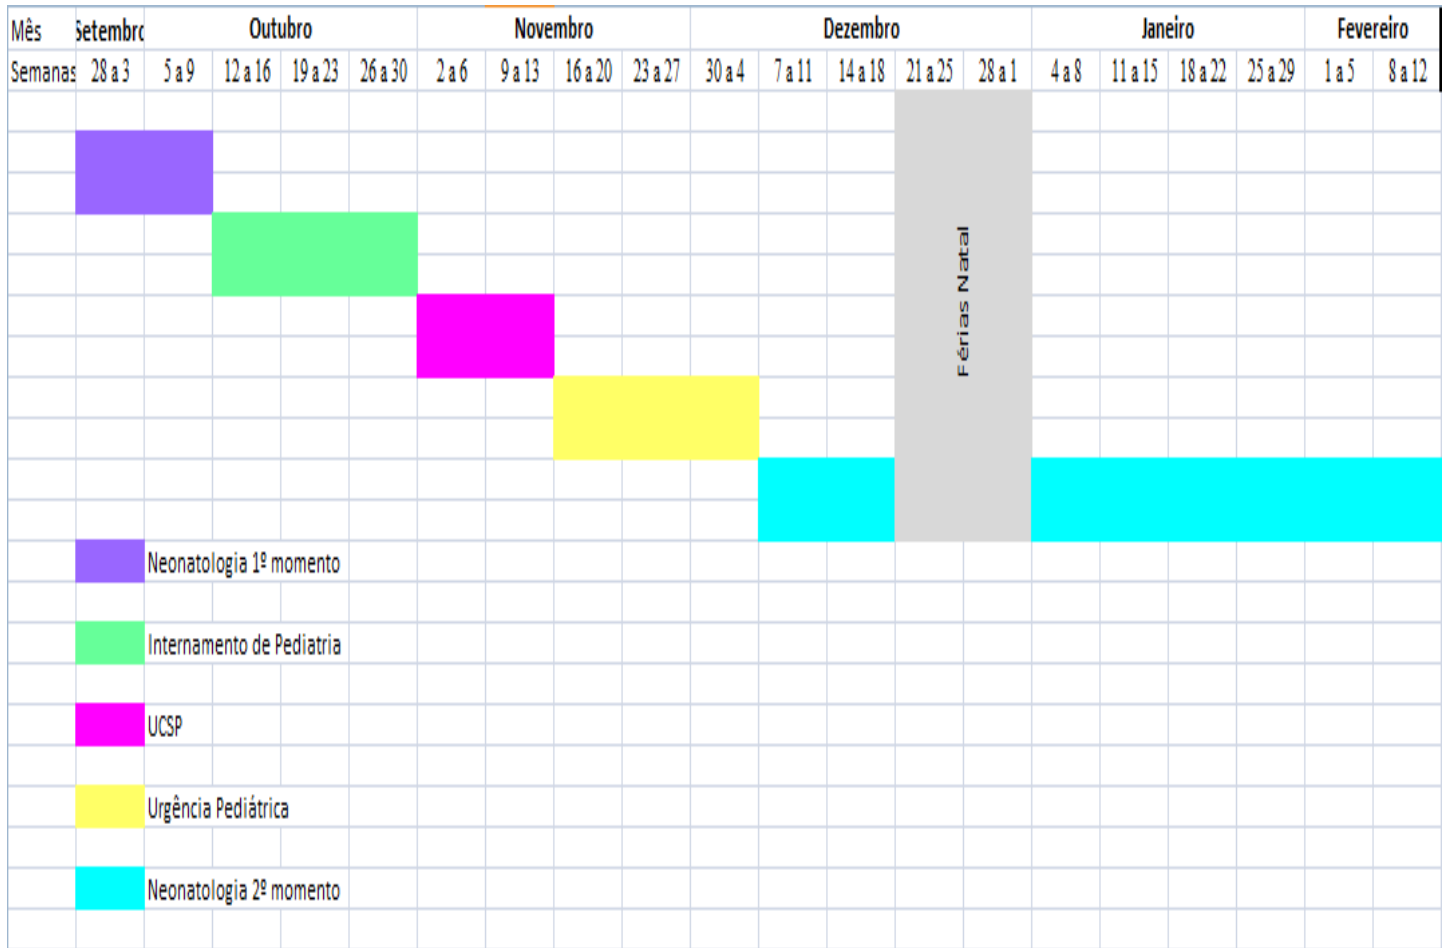 Mês Setembro Outubro Novembro Dezembro Janeiro Fevereiro
Semanas 28 a 3 5 a 9 12 a 16 19 a 23 26 a 30 2 a 6 9 a 13 16 a 20 23 a 27 30 a 4 7 a 11 14 a 18 21 a 25 28 a 1 4 a 8 11 a 15 18 a 22 25 a 29 1 a 5 8 a 12
Férias Natal
Neonatologia 1º momento
Internamento de Pediatria
UCSP
Urgência Pediátrica
Neonatologia 2º momento